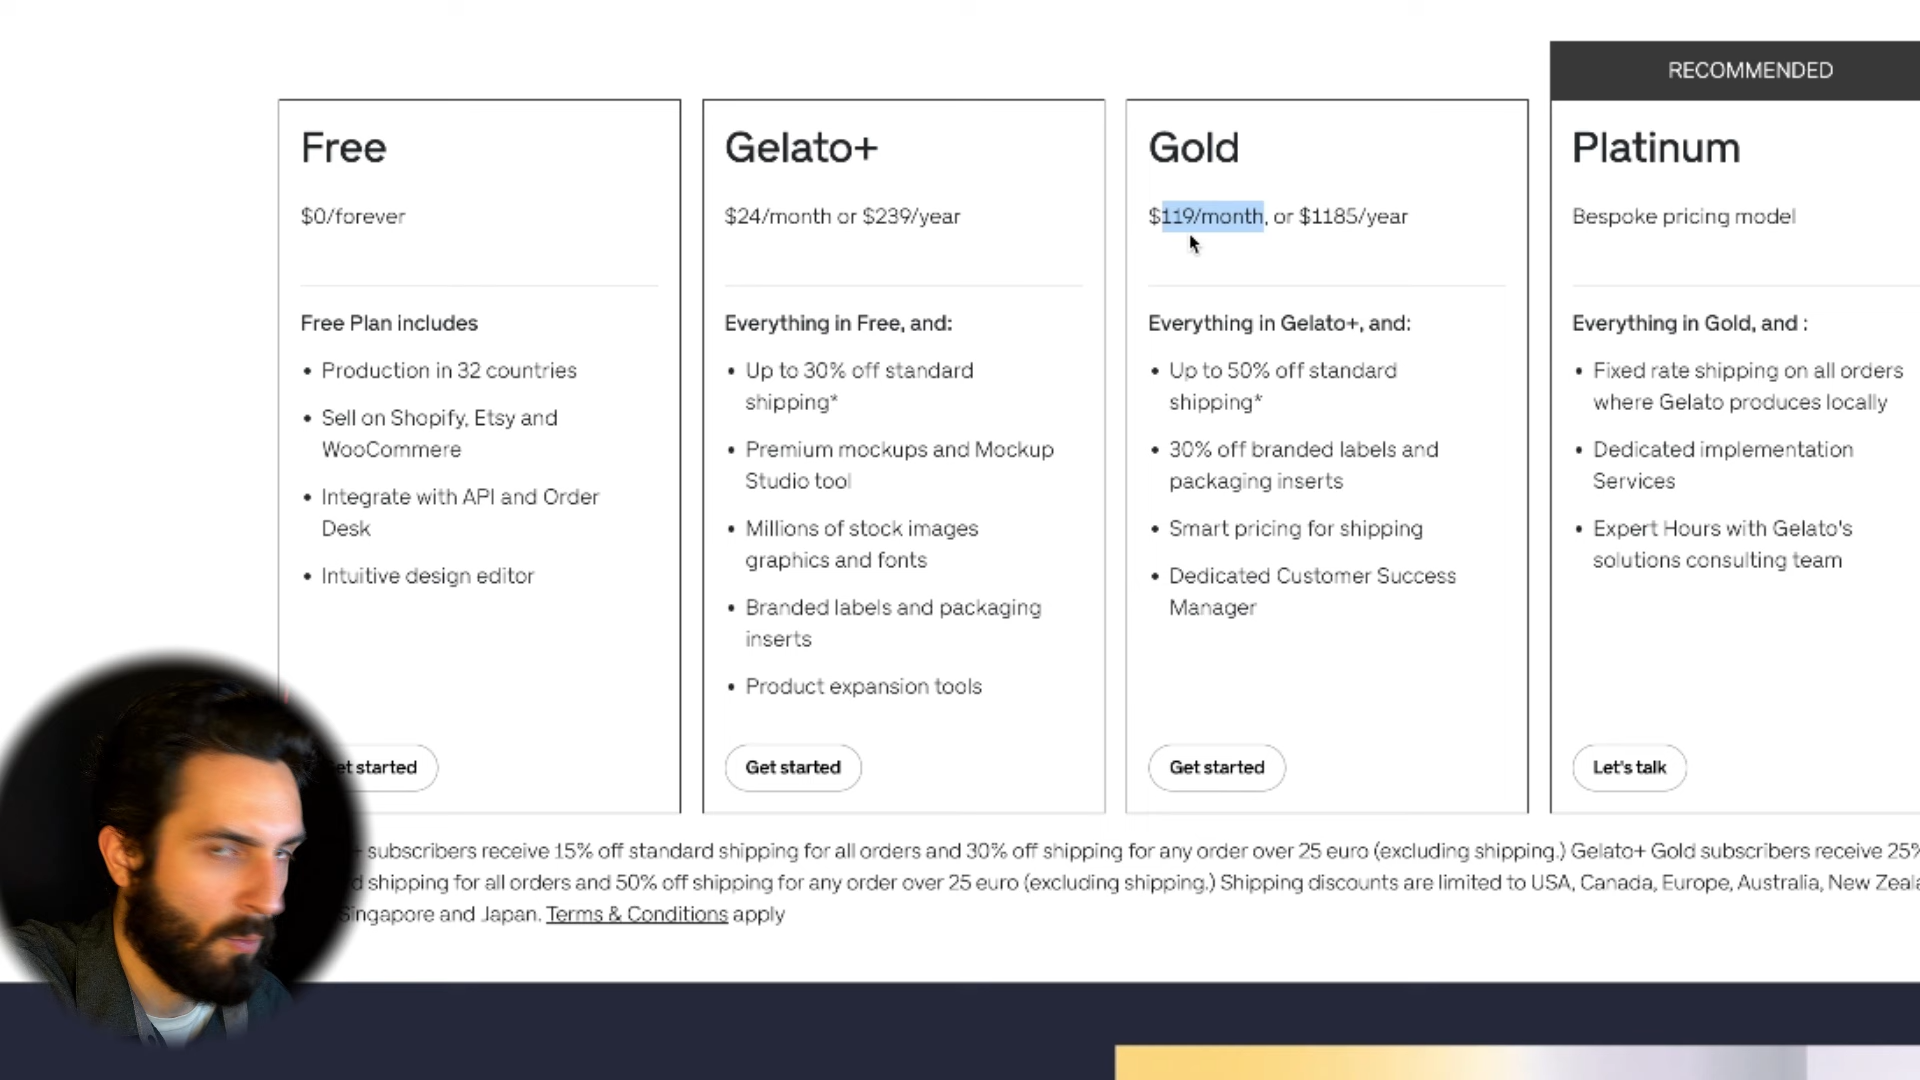 RECOMMENDED
Free
$0/forever
Free Plan includes
• Production in 32 countries
• Sell on Shopify, Etsy and
WooCommere
• Integrate with API and Order
Desk
• Intuitive design editor
started
Gelato+
$24/month or $239/year
Everything in Free, and:
• Up to 30% off standard
shipping*
• Premium mockups and Mockup
Studio tool
• Millions of stock images
graphics and fonts
• Branded labels and packaging
inserts
• Product expansion tools
Get started
Gold
$119/month, or $1185/year
Everything in Gelato+, and:
• Up to 50% off standard
shipping*
• 30% off branded labels and
packaging inserts
• Smart pricing for shipping
• Dedicated Customer Success
Manager
Get started
Platinum
Bespoke pricing model
Everything in Gold, and :
• Fixed rate shipping on all orders
where Gelato produces locally
• Dedicated implementation
Services
• Expert Hours with Gelato's
solutions consulting team
Let's talk
subscribers receive 15% off standard shipping for all orders and 30% off shipping for any order over 25 euro (excluding shipping.) Gelato+ Gold subscribers receive 25%
shipping for all orders and 50% off shipping for any order over 25 euro (excluding shipping.) Shipping discounts are limited to USA, Canada, Europe, Australia, New
Singapore and Japan. Terms & Conditions apply